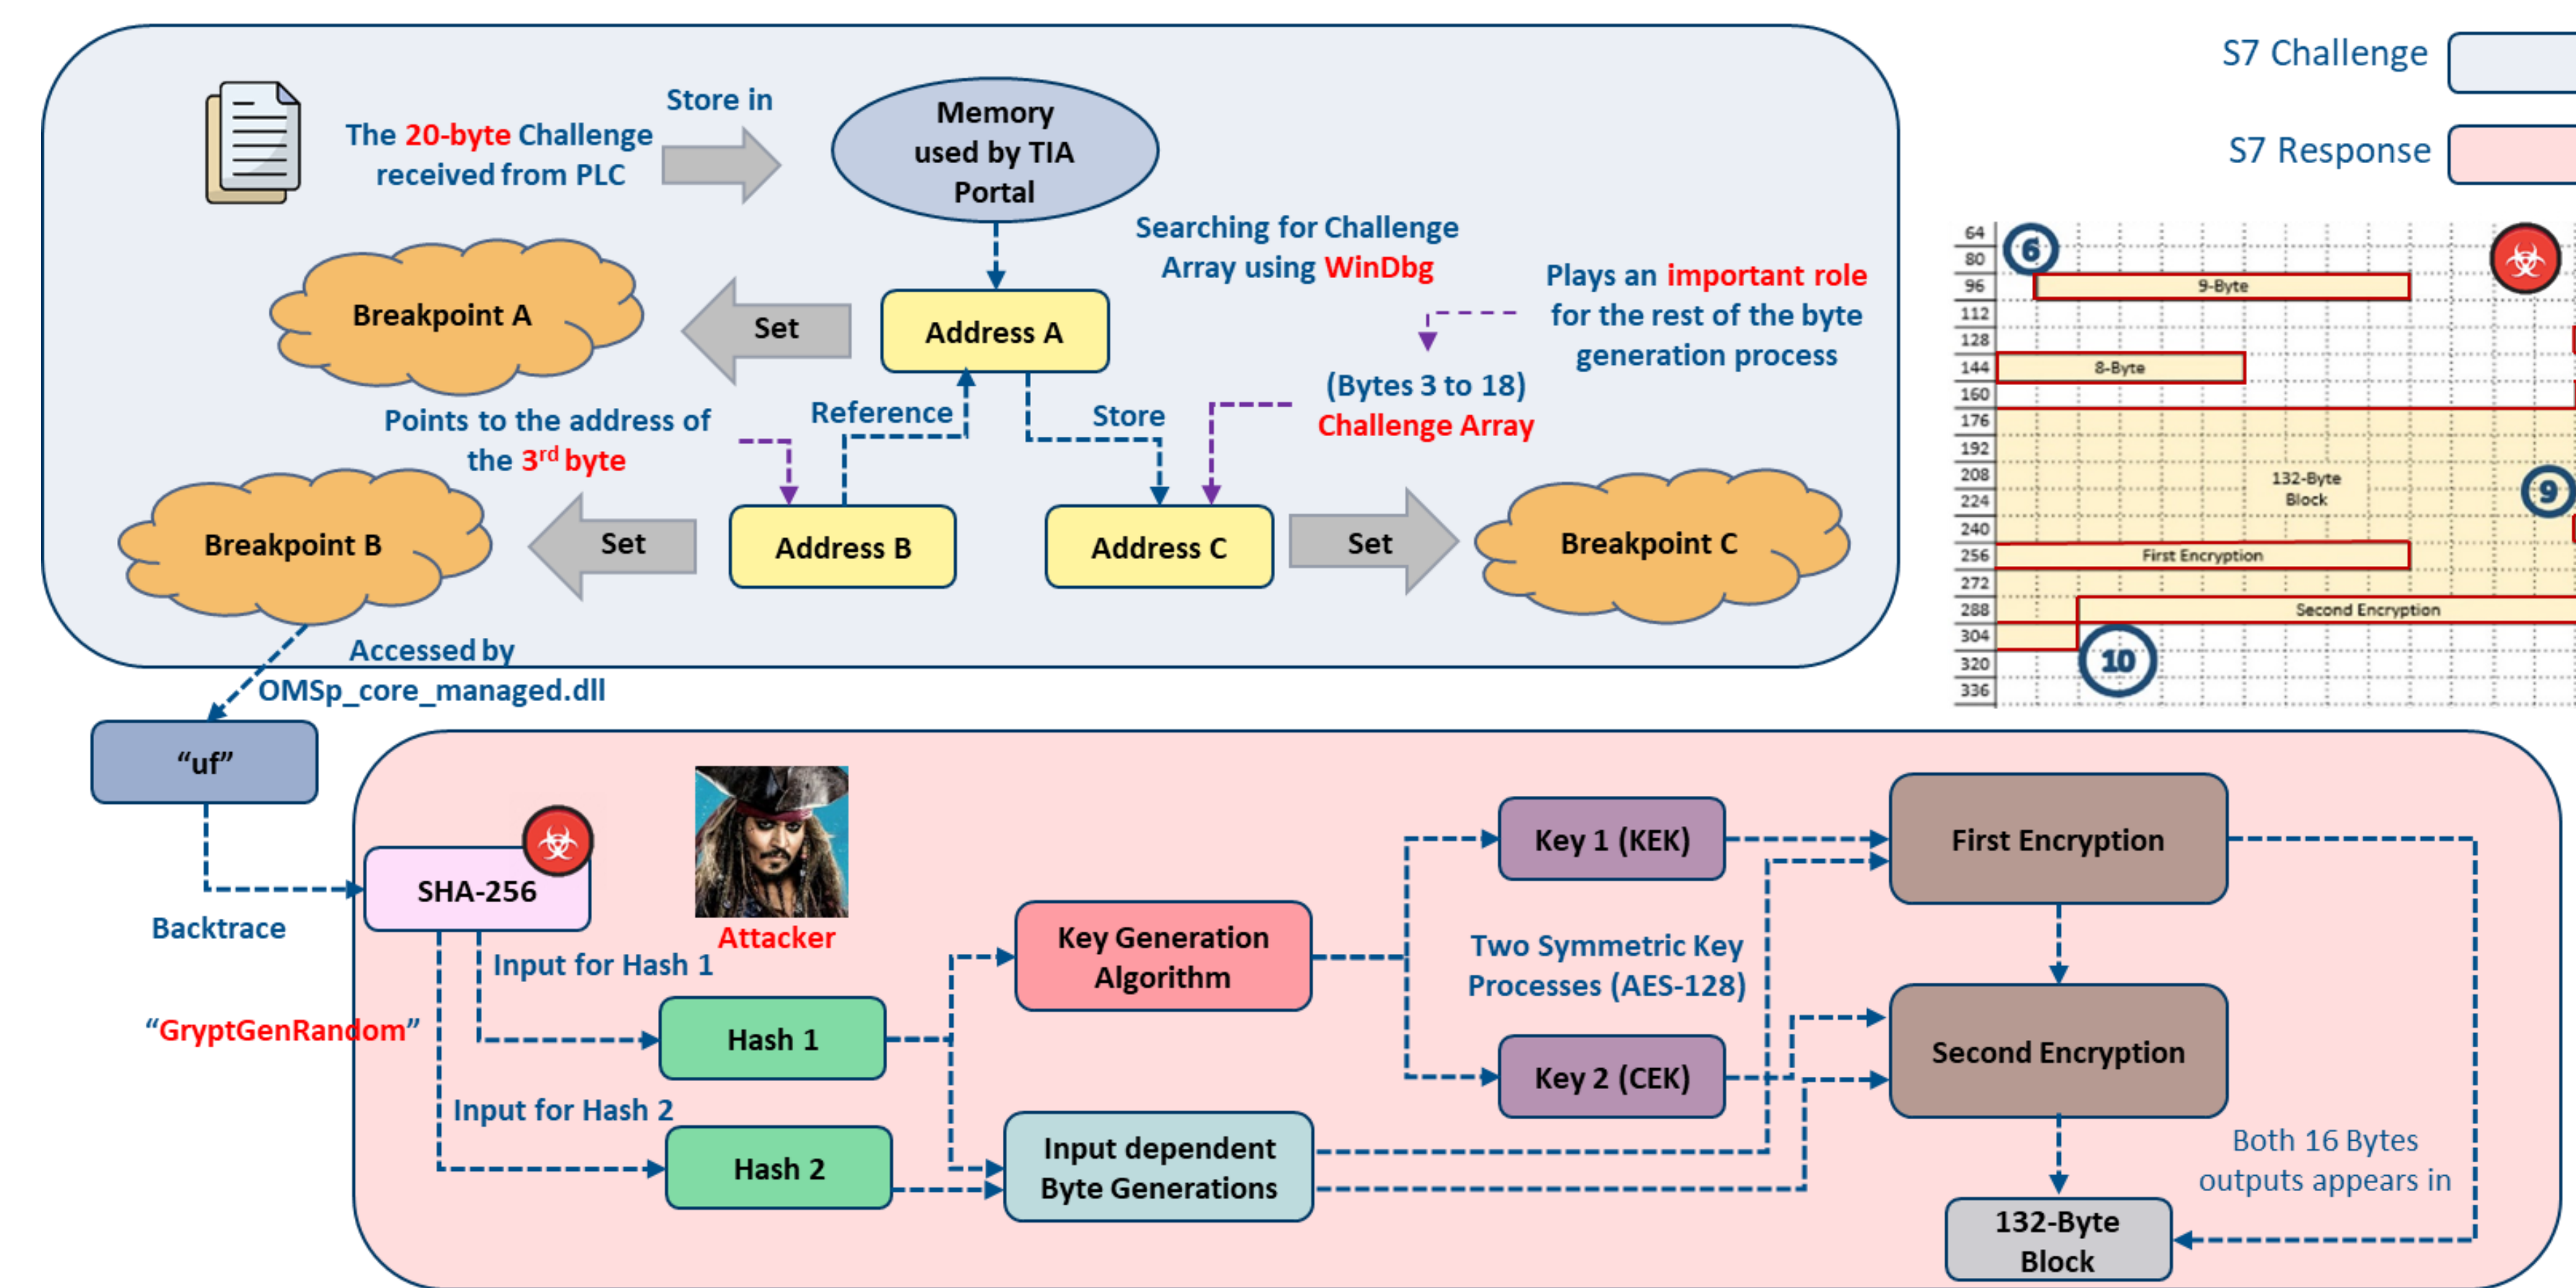 S7 Challenge
S7 Response
Store in
The 20-byte Challenge
received from PLC
Memory
used by TIA
Portal
Searching for Challenge
Array using WinDbg
Plays an important role
for the rest of the byte
generation process
Breakpoint A
Set
Address A
(Bytes 3 to 18)
Challenge Array
Points to the address of
the 3rd byte
Reference
Store
Breakpoint B
Set
Address B
Address C
Set
Breakpoint C
Accessed by
OMSp_core_managed.dll
64
6
80
96
9-Byte
112
128
144
8-Byte
160
176
192
208
132-Byte
Block
9
224
240
256
First Encryption
272
288
Second Encryption
304
10
320
336
"uf"
Backtrace
SHA-256
Attacker
Input for Hash 1
"GryptGenRandom"
Hash 1
Input for Hash 2
Hash 2
Key Generation
Algorithm
Input dependent
Byte Generations
Key 1 (KEK)
Two Symmetric Key
Processes (AES-128)
Key 2 (CEK)
First Encryption
Second Encryption
Both 16 Bytes
outputs appears in
132-Byte
Block